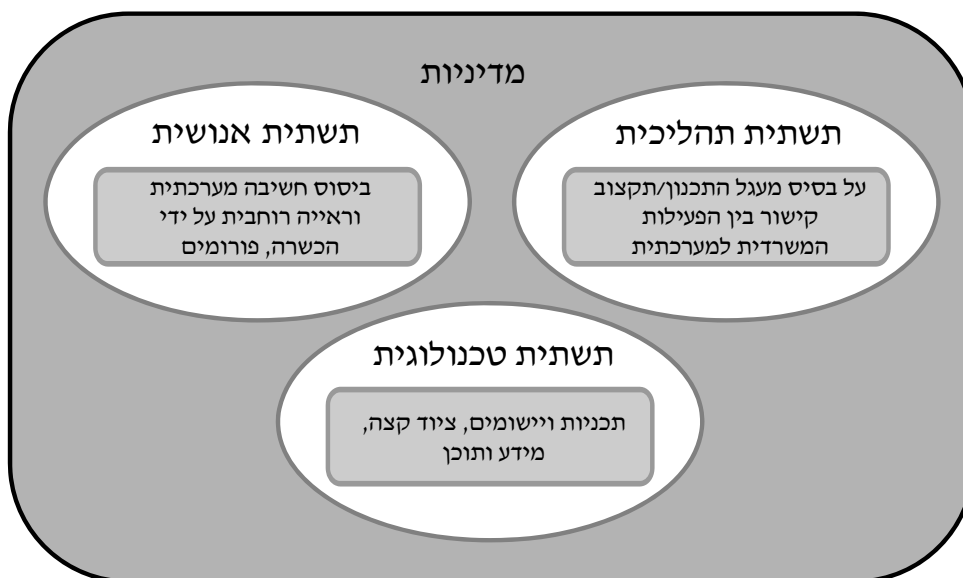 מדיניות
תשתית תהליכית
על בסיס מעגל התכנון/תקצוב
קישור בין הפעילות
המשרדית למערכתית
תשתית אנושית
ביסוס חשיבה מערכתית
וראייה רוחבית על ידי
הכשרה, פורומים
תשתית טכנולוגית
תכניות ויישומים, ציוד קצה,
מידע ותוכן